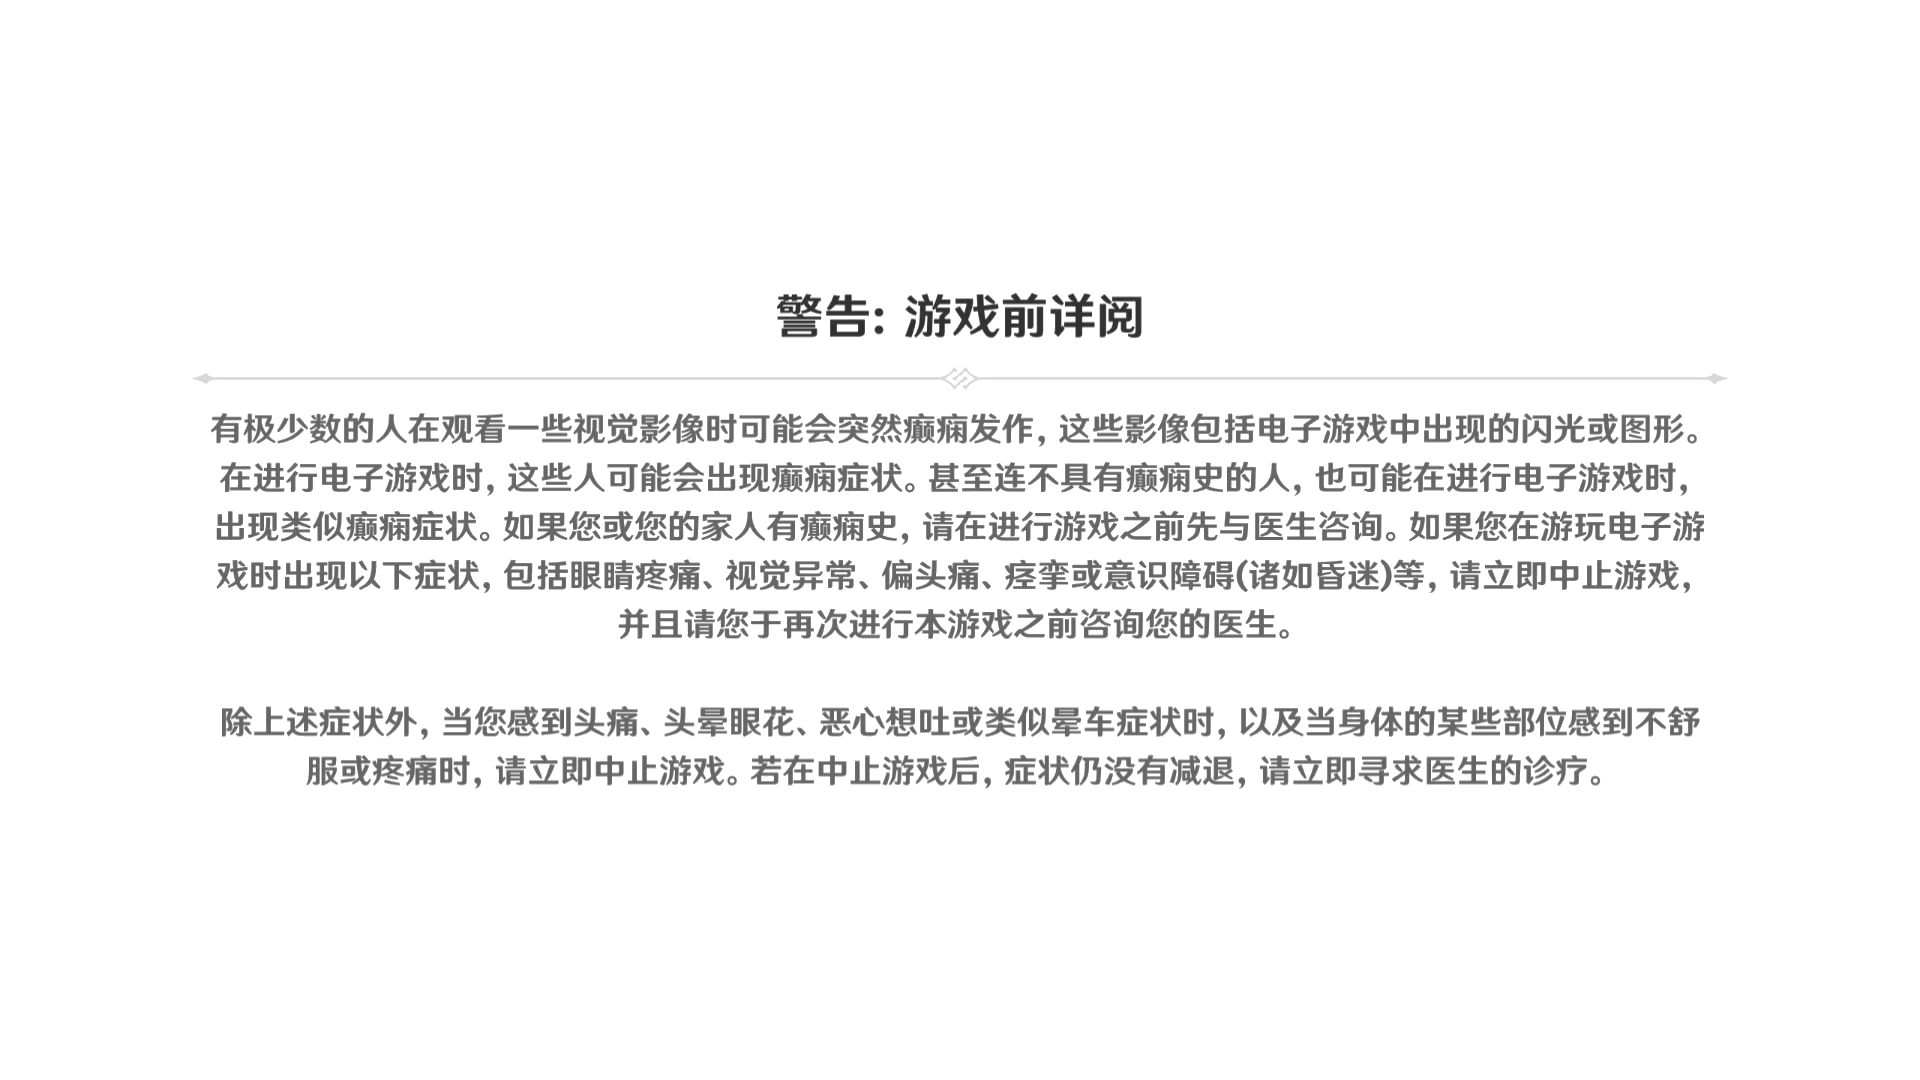 警告: 游戏前详阅
有极少数的人在观看一些视觉影像时可能会突然癫痫发作, 这些影像包括电子游戏中出现的闪光或图形。
在进行电子游戏时, 这些人可能会出现癫痫症状。甚至连不具有癫痫史的人, 也可能在进行电子游戏时,
出现类似癫痫症状。如果您或您的家人有癫痫史, 请在进行游戏之前先与医生咨询。如果您在游玩电子游
戏时出现以下症状, 包括眼睛疼痛、视觉异常、偏头痛、痉挛或意识障碍(诸如昏迷)等, 请立即中止游戏,
并且请您于再次进行本游戏之前咨询您的医生。
除上述症状外, 当您感到头痛、头晕眼花、恶心想吐或类似晕车症状时, 以及当身体的某些部位感到不舒
服或疼痛时, 请立即中止游戏。若在中止游戏后, 症状仍没有减退, 请立即寻求医生的诊疗。